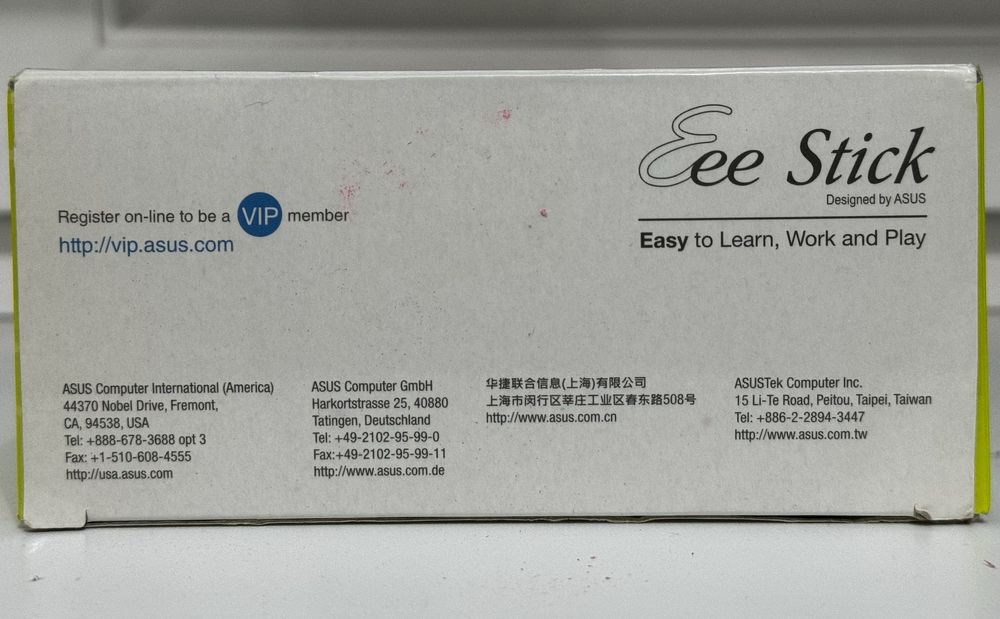 Eee Stick
Designed by ASUS
Easy to Learn, Work and Play
Register on-line to be a VIP member
http://vip.asus.com
ASUS Computer International (America)
44370 Nobel Drive, Fremont,
CA, 94538, USA
Tel: +888-678-3688 opt 3
Fax: +1-510-608-4555
http://usa.asus.com
ASUS Computer GmbH
Harkortstrasse 25, 40880
Tatingen, Deutschland
Tel: +49-2102-95-99-0
Fax:+49-2102-95-99-11
http://www.asus.com.de
华捷联合信息(上海)有限公司
上海市闵行区莘庄工业区春东路508号
http://www.asus.com.cn
ASUSTek Computer Inc.
15 Li-Te Road, Peitou, Taipei, Taiwan
Tel: +886-2-2894-3447
http://www.asus.com.tw